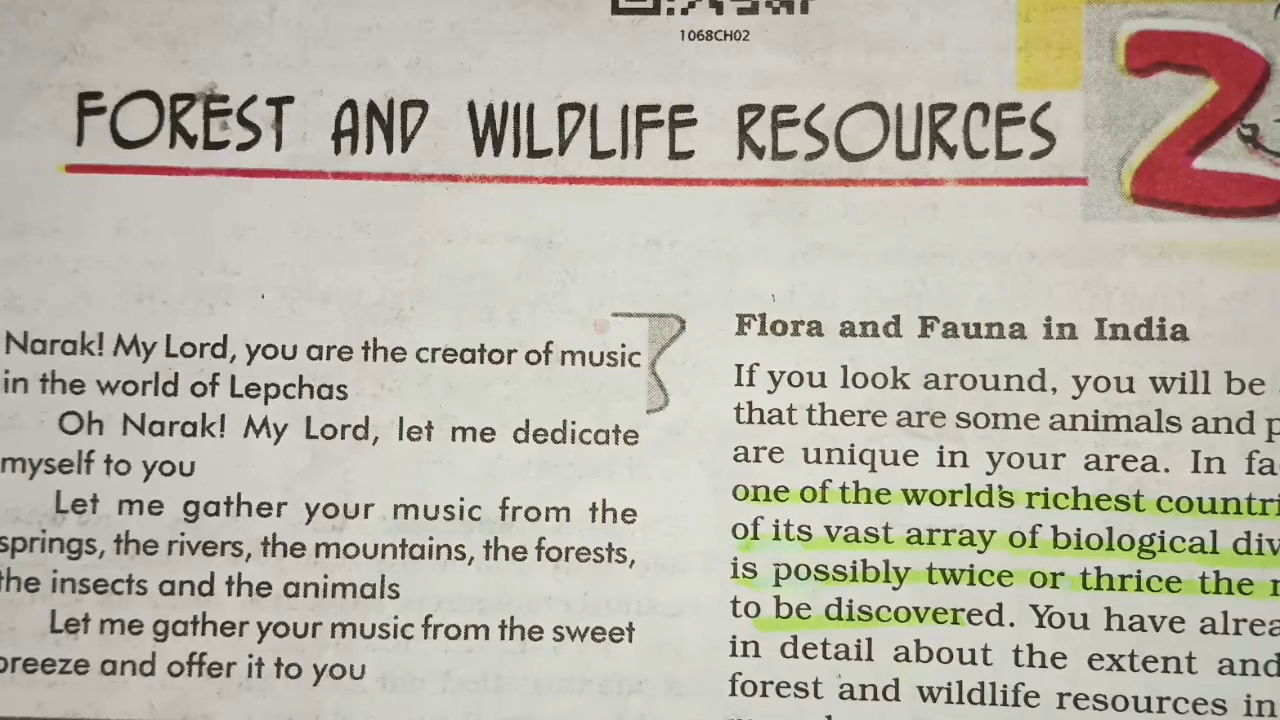 1068CH02
FOREST AND WILDLIFE RESOURCES
2
Narak! My Lord, you are the creator of music
in the world of Lepchas
Oh Narak! My Lord, let me dedicate
myself to you
Let me gather your music from the
springs, the rivers, the mountains, the forests,
the insects and the animals
Let me gather your music from the sweet
breeze and offer it to you
Flora and Fauna in India
If you look around, you will be
that there are some animals and
are unique in your area. In
one of the world's richest
of its vast array of biological
is possibly twice or thrice the
to be discovered. You have
in detail about the extent and
forest and wildlife resources in